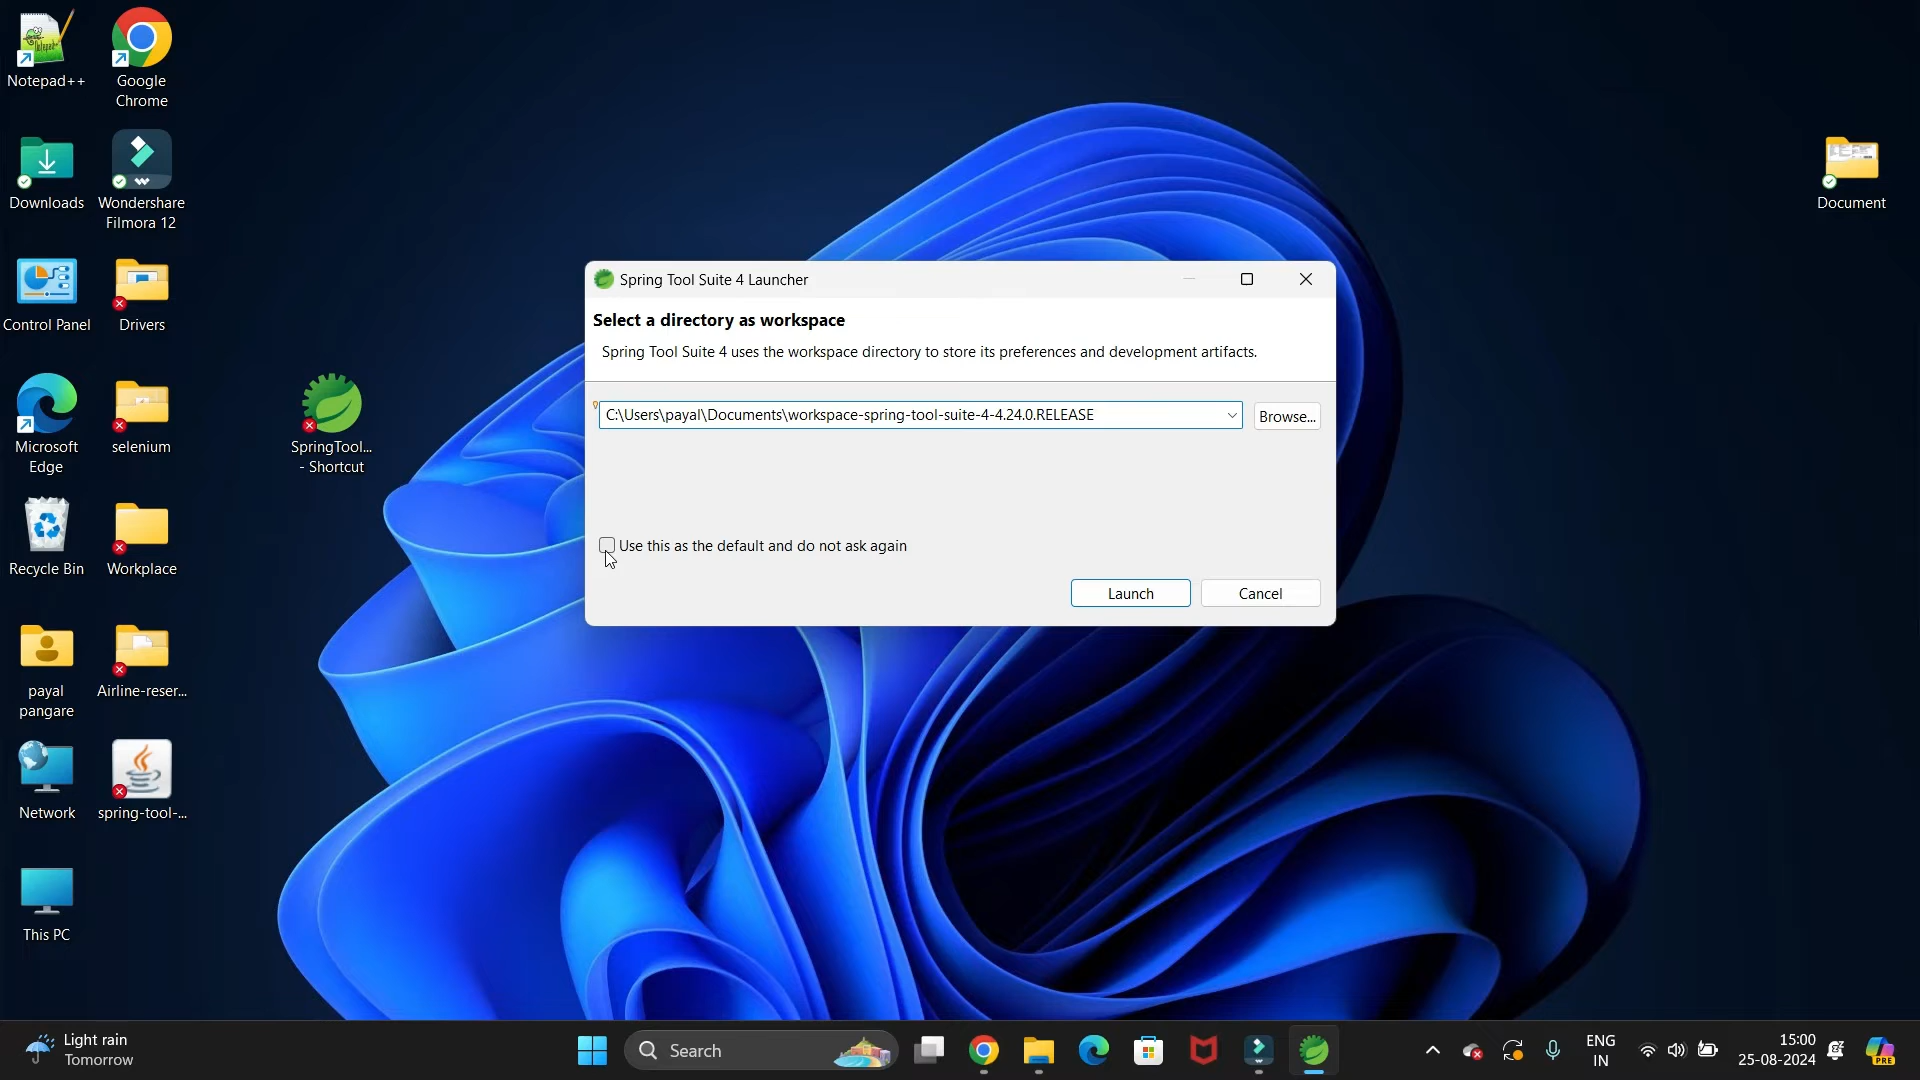 Notepad++
Google
Chrome
Downloads
Wondershare
Filmora 12
Document
Control Panel
Drivers
Microsoft
Edge
selenium
SpringTool...
- Shortcut
Recycle Bin
Workplace
payal
pangare
Airline-reser...
Network
spring-tool-...
This PC
Spring Tool Suite 4 Launcher
Select a directory as workspace
Spring Tool Suite 4 uses the workspace directory to store its preferences and development artifacts.
C:\Users\payal\Documents\workspace-spring-tool-suite-4-4.24.0.RELEASE
Browse...
Use this as the default and do not ask again
Launch
Cancel
Light rain
Tomorrow
Search
ENG
IN
15:00
25-08-2024
PRE